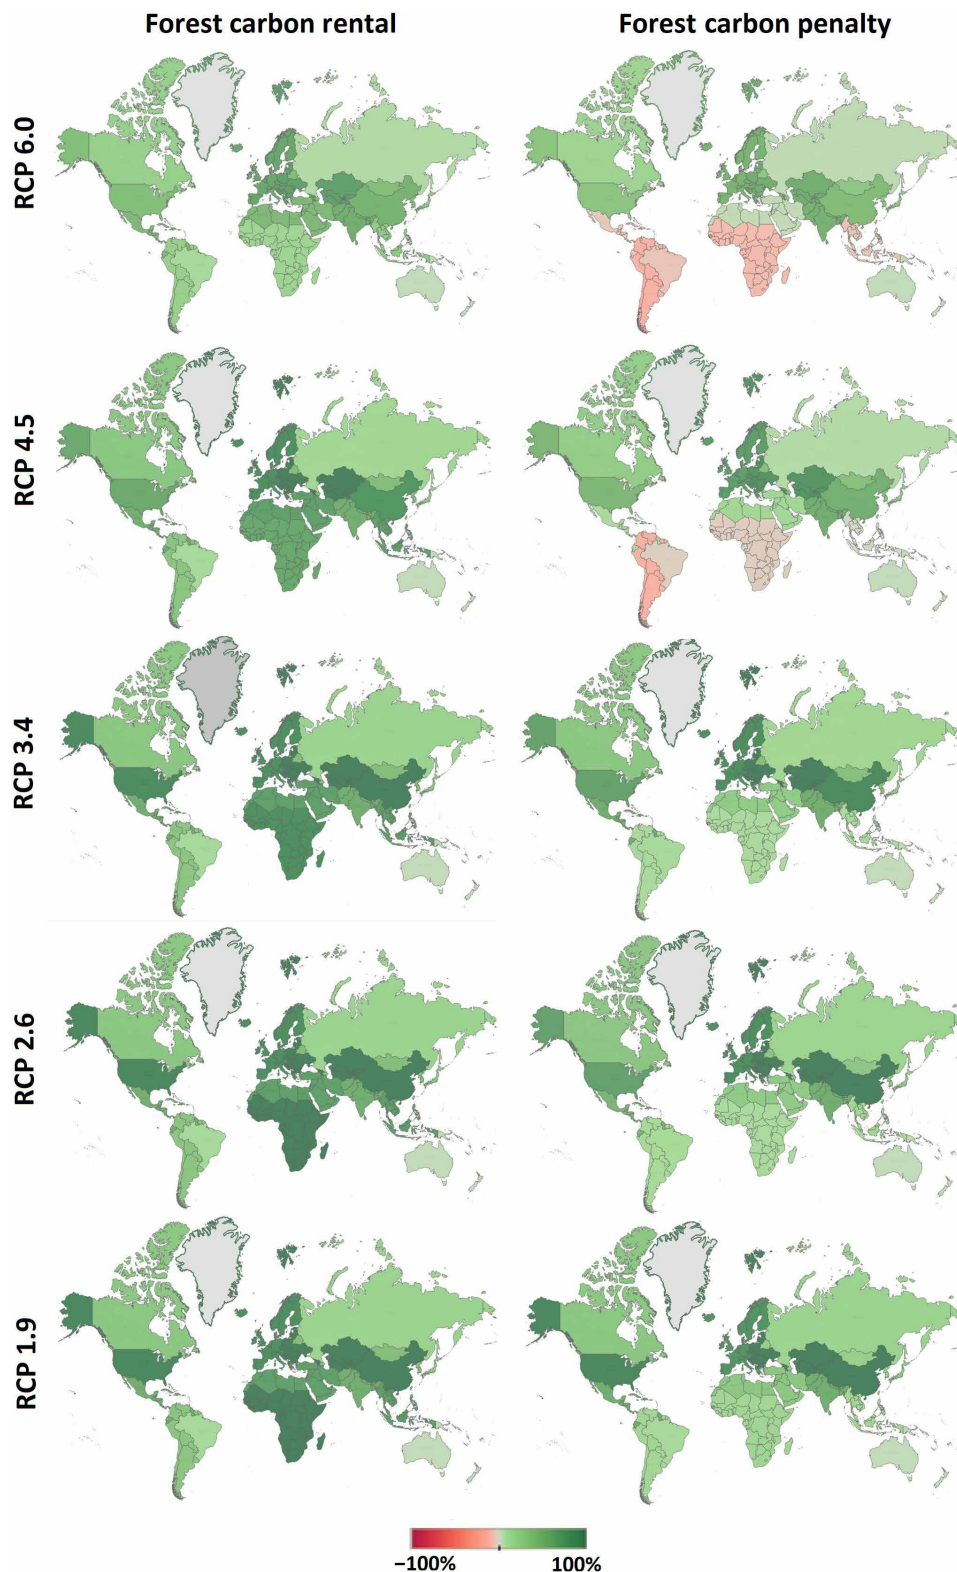 Forest carbon rental
Forest carbon penalty
RCP 6.0
RCP 4.5
RCP 3.4
RCP 2.6
RCP 1.9
−100%
100%